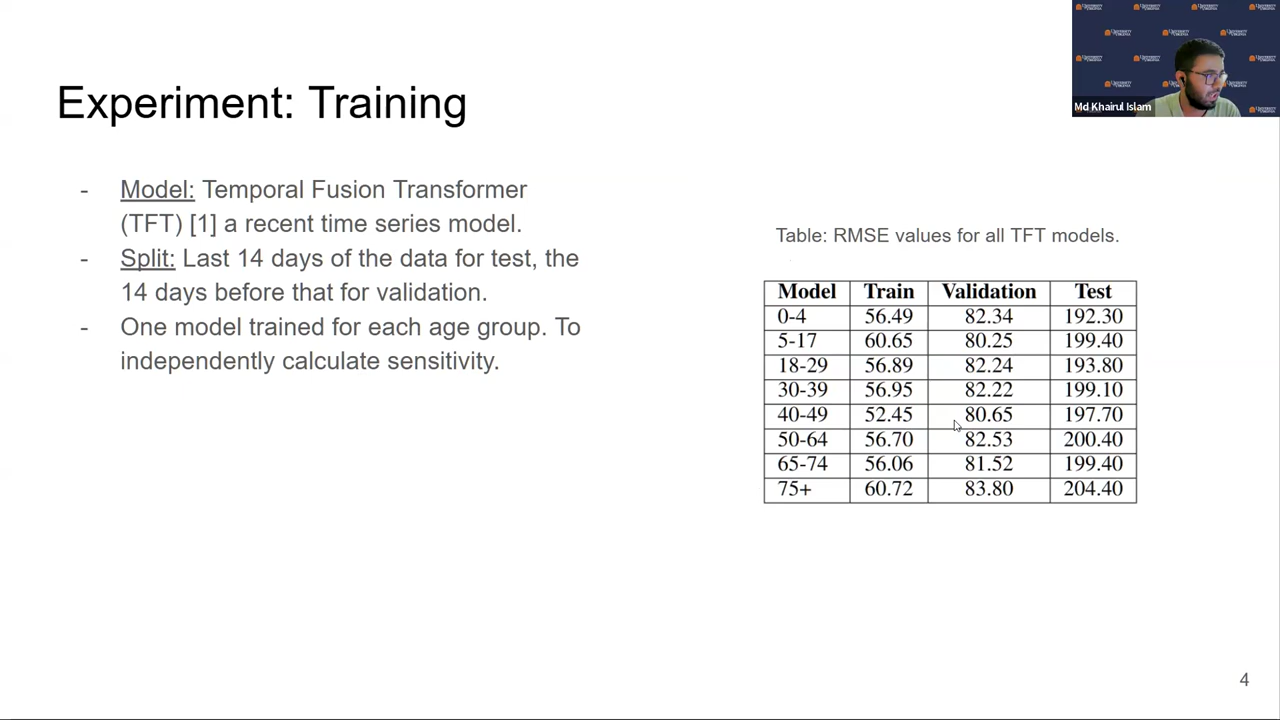 Experiment: Training
- Model: Temporal Fusion Transformer
(TFT) [1] a recent time series model.
- Split: Last 14 days of the data for test, the
14 days before that for validation.
- One model trained for each age group. To
independently calculate sensitivity.
Table: RMSE values for all TFT models.
Model Train Validation Test
0-4 56.49 82.34 192.30
5-17 60.65 80.25 199.40
18-29 56.89 82.24 193.80
30-39 56.95 82.22 199.10
40-49 52.45 80.65 197.70
50-64 56.70 82.53 200.40
65-74 56.06 81.52 199.40
75+ 60.72 83.80 204.40
Md Khairul Islam
4